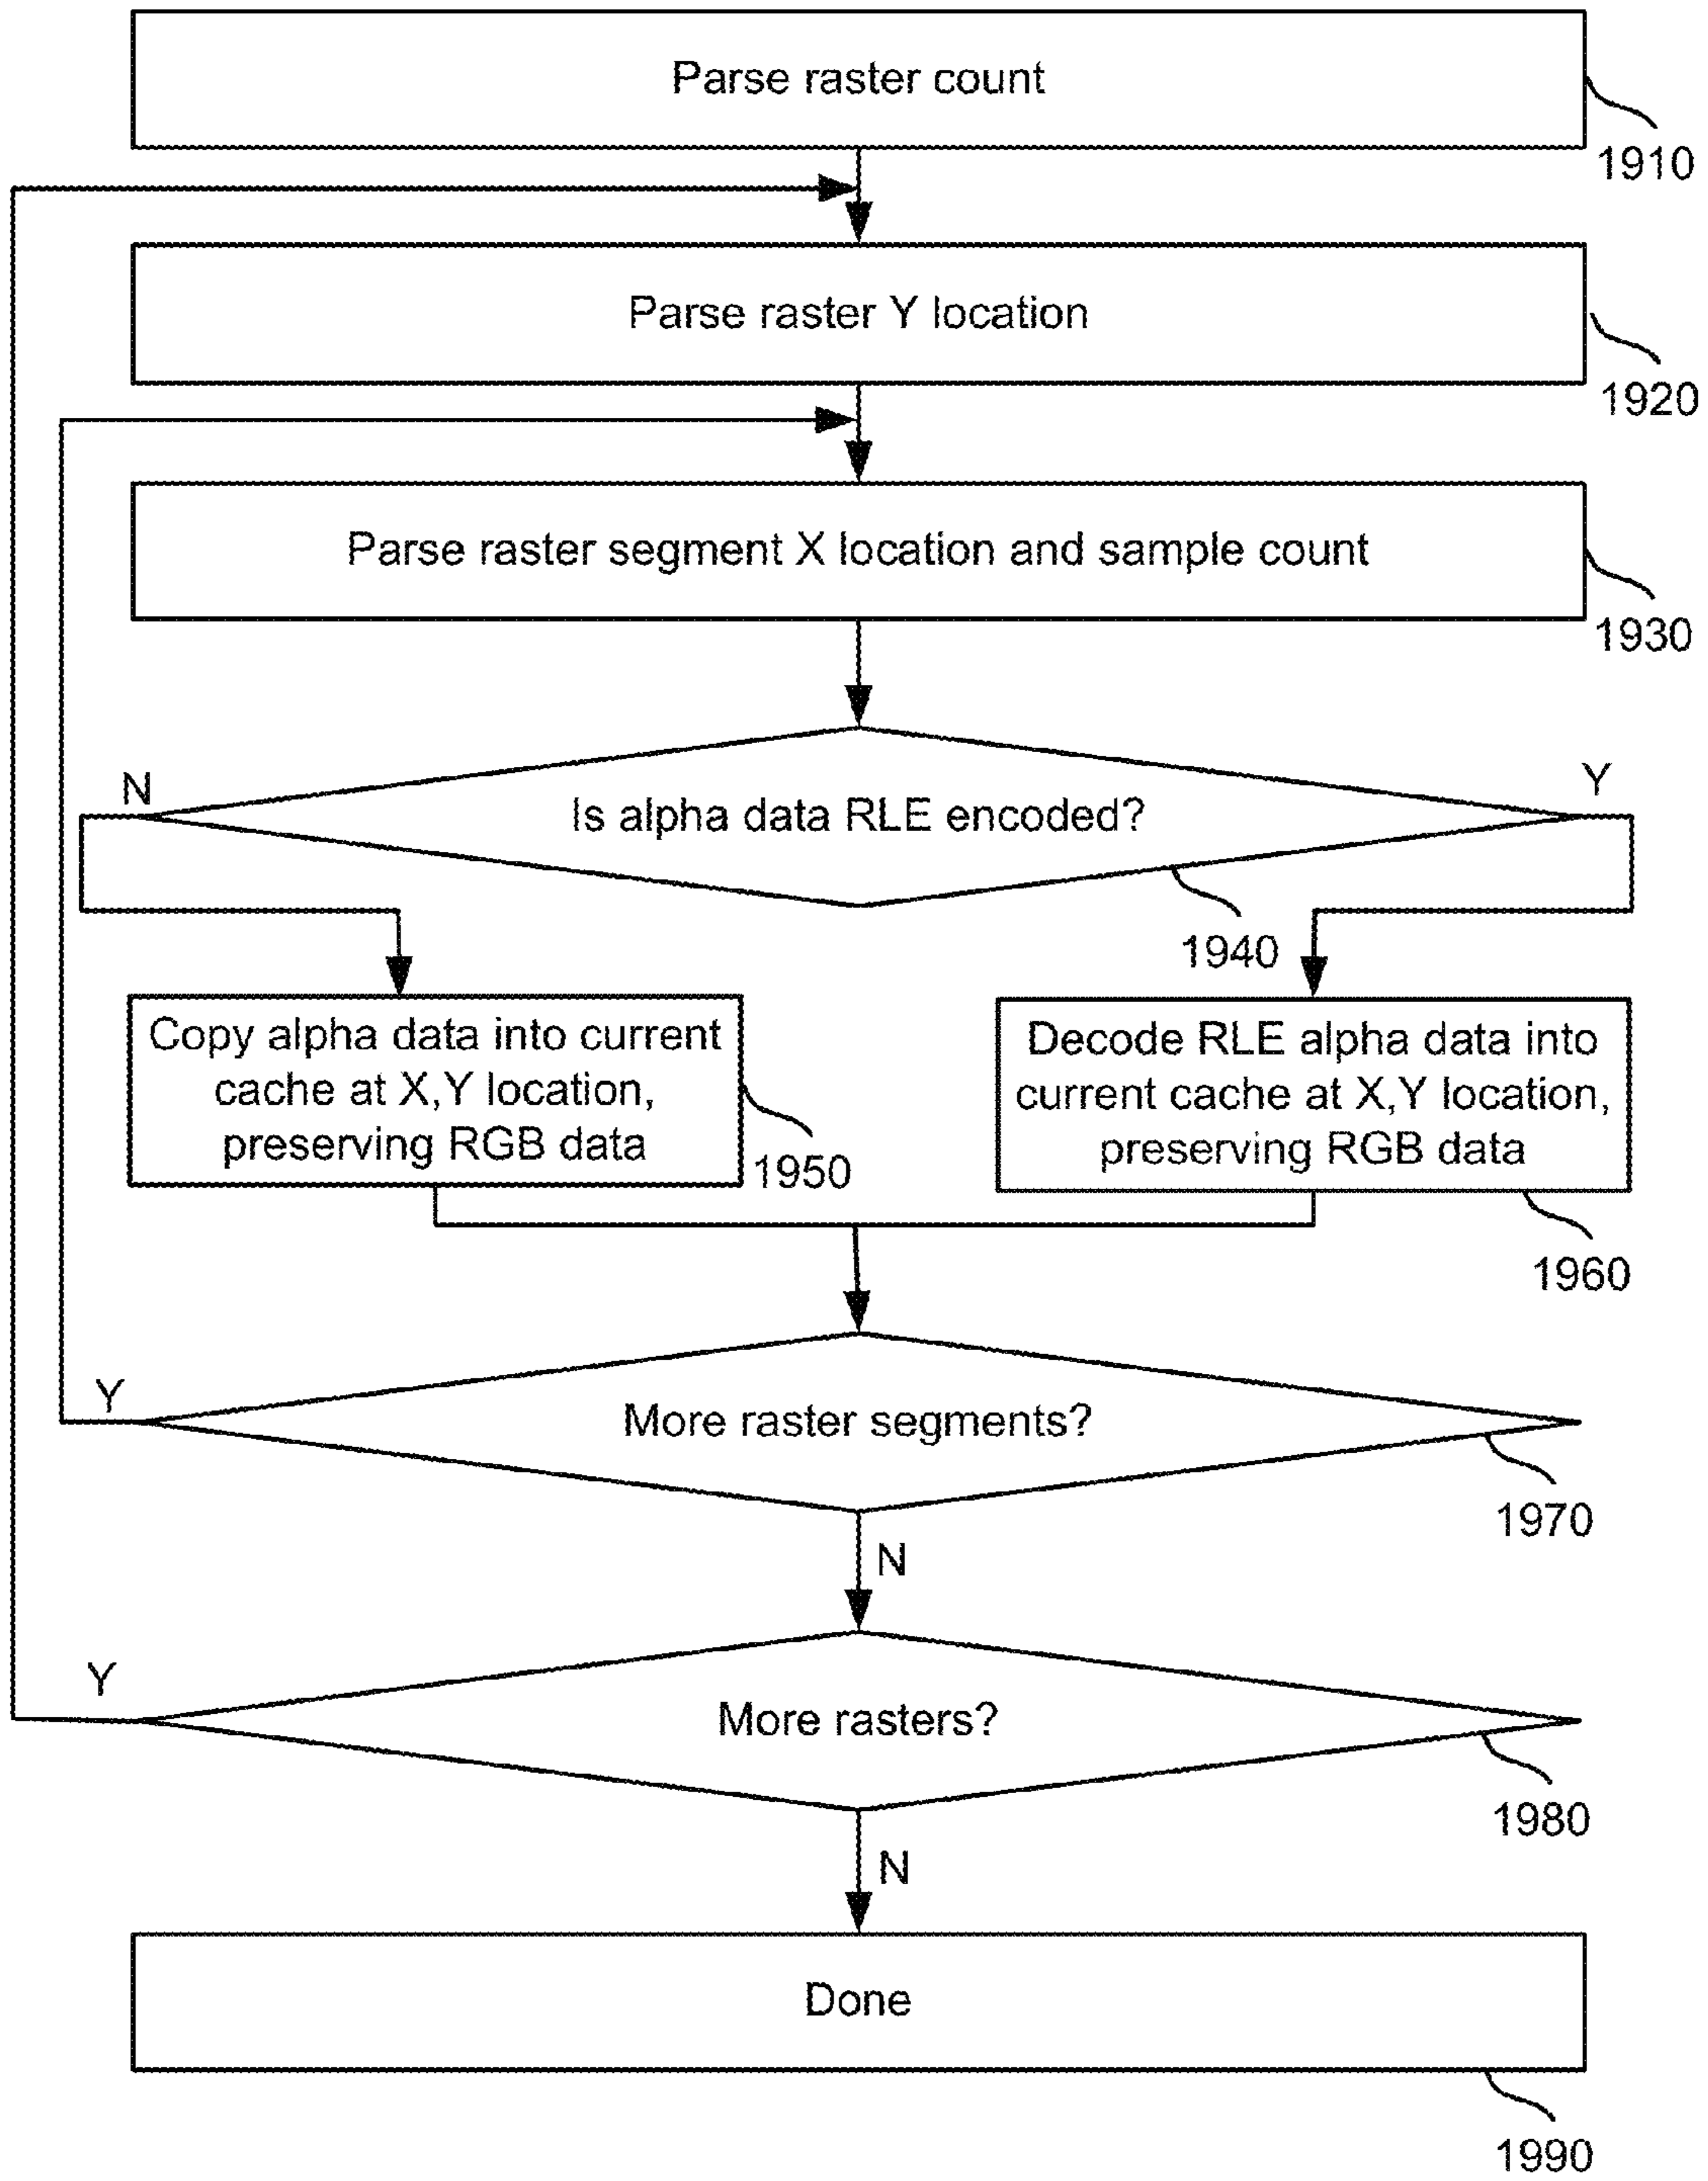 Parse raster count
1910
Parse raster Y location
1920
Parse raster segment X location and sample count
1930
N
Y
Is alpha data RLE encoded?
1940
Copy alpha data into current
cache at X,Y location,
preserving RGB data
1950
Decode RLE alpha data into
current cache at X,Y location,
preserving RGB data
1960
Y
More raster segments?
1970
N
Y
More rasters?
1980
N
Done
1990